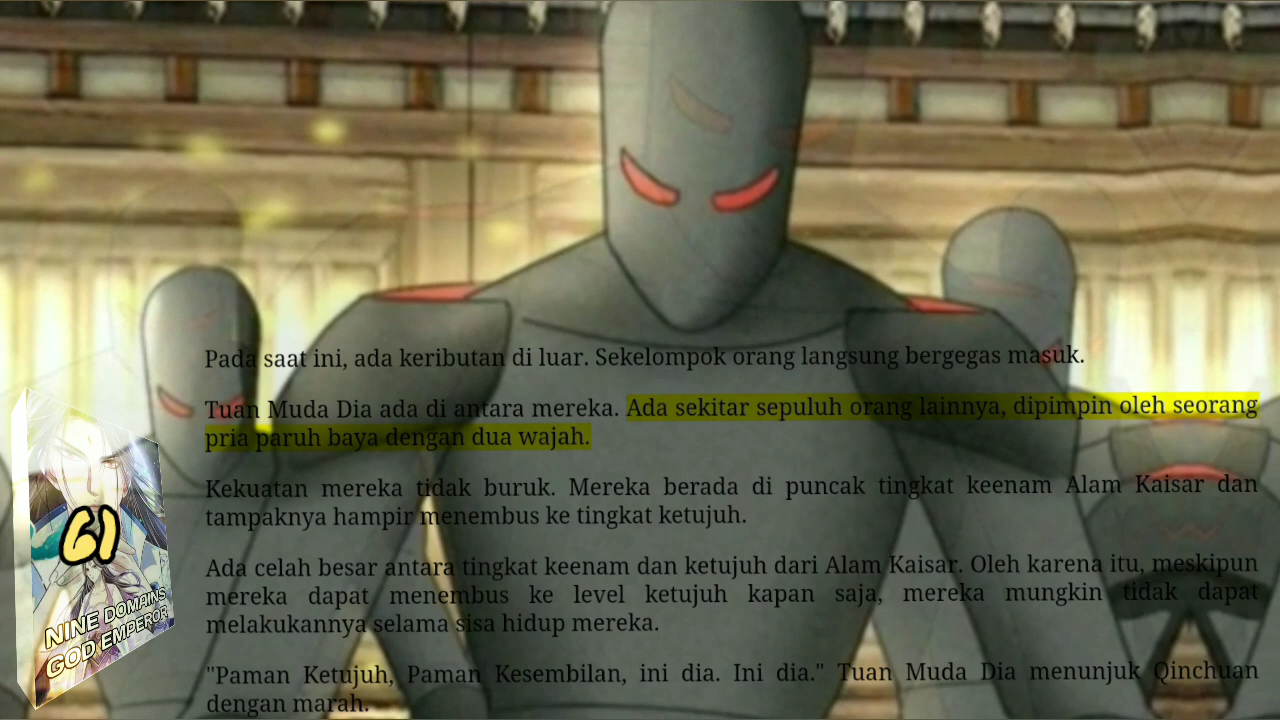 Pada saat ini, ada keributan di luar. Sekelompok orang langsung bergegas masuk.
Tuan Muda Dia ada di antara mereka. Ada sekitar sepuluh orang lainnya, dipimpin oleh seorang
pria paruh baya dengan dua wajah.
Kekuatan mereka tidak buruk. Mereka berada di puncak tingkat keenam Alam Kaisar dan
tampaknya hampir menembus ke tingkat ketujuh.
Ada celah besar antara tingkat keenam dan ketujuh dari Alam Kaisar. Oleh karena itu, meskipun
mereka dapat menembus ke level ketujuh kapan saja, mereka mungkin tidak dapat
melakukannya selama sisa hidup mereka.
"Paman Ketujuh, Paman Kesembilan, ini dia. Ini dia." Tuan Muda Dia menunjuk Qinchuan
dengan marah.
61
NINE DOMAINS
GOD EMPEROR